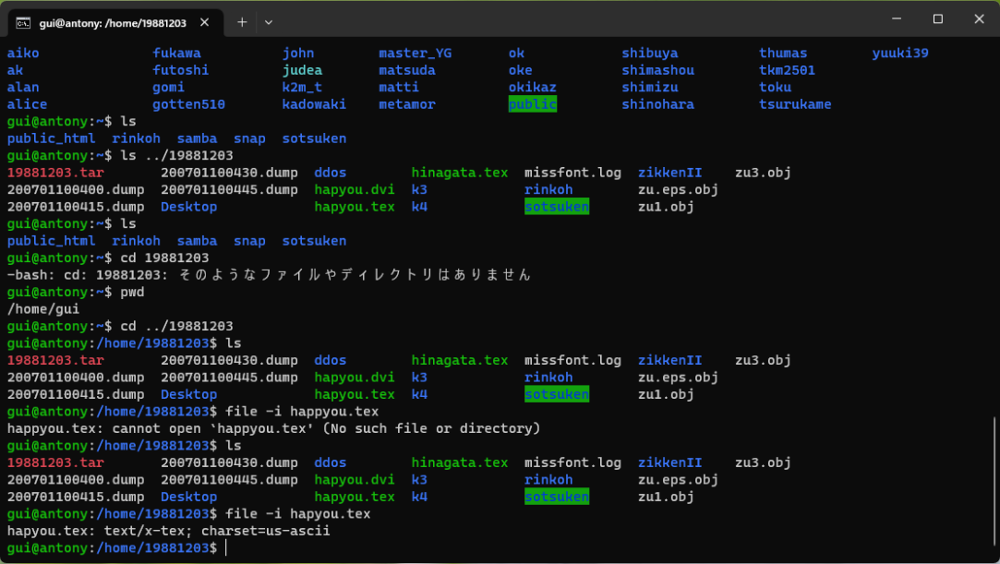 gui@antony: /home/19881203
aiko fukawa john master_YG ok shibuya thumas yuuki39
ak futoshi judea matsuda oke shimashou tkm2501
alan gomi k2m_t matti okikaz shimizu toku
alice gotten510 kadowaki metamor public shinohara tsurukame
gui@antony:~$ ls
public_html rinkoh samba snap sotsuken
gui@antony:~$ ls ../19881203
19881203.tar 200701100430.dump ddos hinagata.tex missfont.log zikkenII zu3.obj
200701100400.dump 200701100445.dump hapyou.dvi k3 rinkoh zu.eps.obj
200701100415.dump Desktop hapyou.tex k4 sotsuken zu1.obj
gui@antony:~$ ls
public_html rinkoh samba snap sotsuken
gui@antony:~$ cd 19881203
-bash: cd: 19881203: そのようなファイルやディレクトリはありません
gui@antony:~$ pwd
/home/gui
gui@antony:~$ cd ../19881203
gui@antony:/home/19881203$ ls
19881203.tar 200701100430.dump ddos hinagata.tex missfont.log zikkenII zu3.obj
200701100400.dump 200701100445.dump hapyou.dvi k3 rinkoh zu.eps.obj
200701100415.dump Desktop hapyou.tex k4 sotsuken zu1.obj
gui@antony:/home/19881203$ file -i happyou.tex
happyou.tex: cannot open `happyou.tex' (No such file or directory)
gui@antony:/home/19881203$ ls
19881203.tar 200701100430.dump ddos hinagata.tex missfont.log zikkenII zu3.obj
200701100400.dump 200701100445.dump hapyou.dvi k3 rinkoh zu.eps.obj
200701100415.dump Desktop hapyou.tex k4 sotsuken zu1.obj
gui@antony:/home/19881203$ file -i hapyou.tex
hapyou.tex: text/x-tex; charset=us-ascii
gui@antony:/home/19881203$